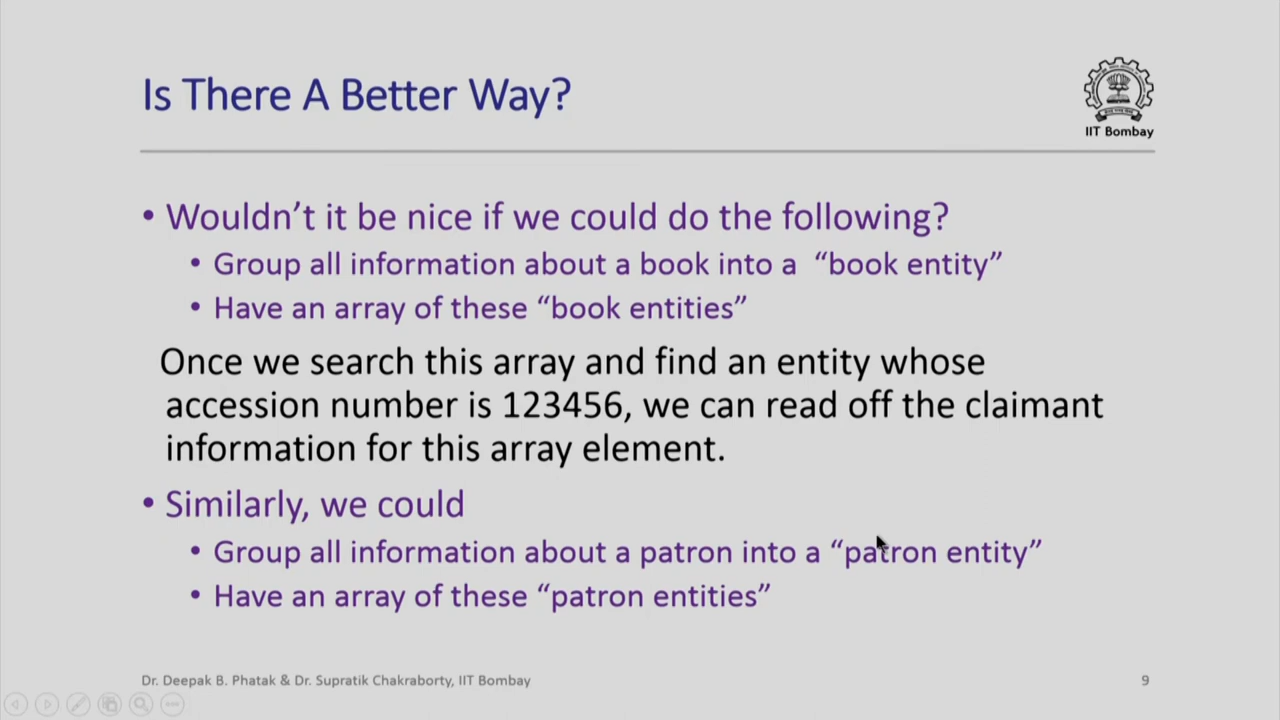 Is There A Better Way?
IIT Bombay
• Wouldn’t it be nice if we could do the following?
• Group all information about a book into a “book entity”
• Have an array of these “book entities”
Once we search this array and find an entity whose
accession number is 123456, we can read off the claimant
information for this array element.
• Similarly, we could
• Group all information about a patron into a “patron entity”
• Have an array of these “patron entities”
Dr. Deepak B. Phatak & Dr. Supratik Chakraborty, IIT Bombay
9